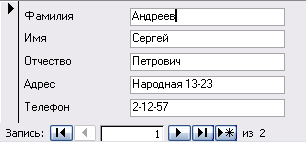 Фамилия Андреев
Имя Сергей
Отчество Петрович
Адрес Народная 13-23
Телефон 2-12-57
Запись: 1 из 2